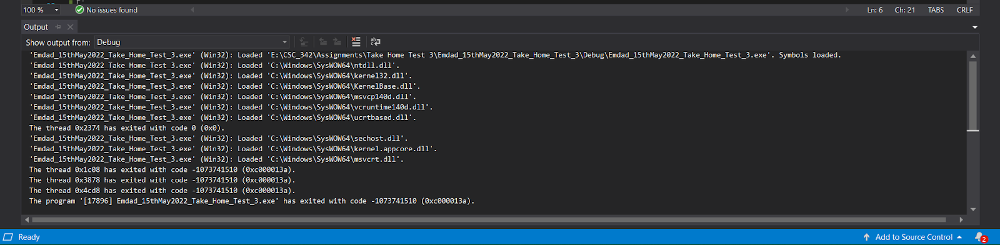 100 % No issues found Ln: 6 Ch: 21 TABS CRLF
Output
Show output from: Debug
'Emdad_15thMay2022_Take_Home_Test_3.exe' (Win32): Loaded 'E:\CSC_342\Assignments\Take Home Test 3\Emdad_15thMay2022_Take_Home_Test_3\Debug\Emdad_15thMay2022_Take_Home_Test_3.exe'. Symbols loaded.
'Emdad_15thMay2022_Take_Home_Test_3.exe' (Win32): Loaded 'C:\Windows\SysWOW64\ntdll.dll'.
'Emdad_15thMay2022_Take_Home_Test_3.exe' (Win32): Loaded 'C:\Windows\SysWOW64\kernel32.dll'.
'Emdad_15thMay2022_Take_Home_Test_3.exe' (Win32): Loaded 'C:\Windows\SysWOW64\KernelBase.dll'.
'Emdad_15thMay2022_Take_Home_Test_3.exe' (Win32): Loaded 'C:\Windows\SysWOW64\msvcp140d.dll'.
'Emdad_15thMay2022_Take_Home_Test_3.exe' (Win32): Loaded 'C:\Windows\SysWOW64\vcruntime140d.dll'.
'Emdad_15thMay2022_Take_Home_Test_3.exe' (Win32): Loaded 'C:\Windows\SysWOW64\ucrtbased.dll'.
The thread 0x2374 has exited with code 0 (0x0).
'Emdad_15thMay2022_Take_Home_Test_3.exe' (Win32): Loaded 'C:\Windows\SysWOW64\sechost.dll'.
'Emdad_15thMay2022_Take_Home_Test_3.exe' (Win32): Loaded 'C:\Windows\SysWOW64\kernel.appcore.dll'.
'Emdad_15thMay2022_Take_Home_Test_3.exe' (Win32): Loaded 'C:\Windows\SysWOW64\msvcrt.dll'.
The thread 0x1c08 has exited with code -1073741510 (0xc000013a).
The thread 0x3878 has exited with code -1073741510 (0xc000013a).
The thread 0x4cd8 has exited with code -1073741510 (0xc000013a).
The program '[17896] Emdad_15thMay2022_Take_Home_Test_3.exe' has exited with code -1073741510 (0xc000013a).
Ready Add to Source Control 2